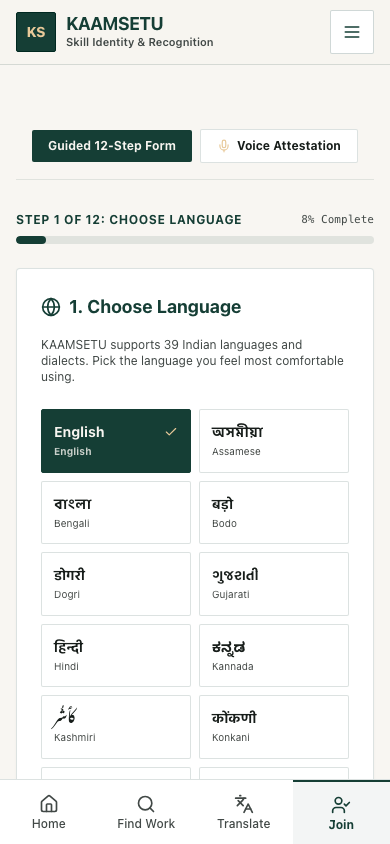 KS
KAAMSETU
Skill Identity & Recognition
Guided 12-Step Form
Voice Attestation
STEP 1 OF 12: CHOOSE LANGUAGE
8% Complete
1. Choose Language
KAAMSETU supports 39 Indian languages and
dialects. Pick the language you feel most comfortable
using.
English
English
অসমীয়া
Assamese
বাংলা
Bengali
बड़ो
Bodo
डोगरी
Dogri
ગુજરાતી
Gujarati
हिन्दी
Hindi
ಕನ್ನಡ
Kannada
کٲشُر
Kashmiri
कोंकणी
Konkani
Home
Find Work
Translate
Join